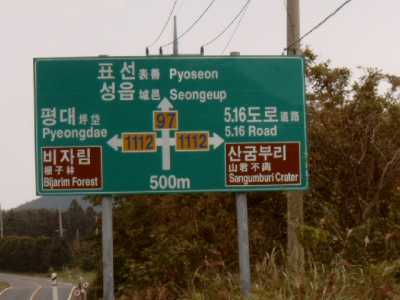 표선 表善 Pyoseon
성읍 城邑 Seongeup
평대 坪垈
Pyeongdae
97
5.16도로 道路
5.16 Road
1112
1112
비자림
榧子林
Bijarim Forest
산굼부리
山君不離
Sangumburi Crater
500m